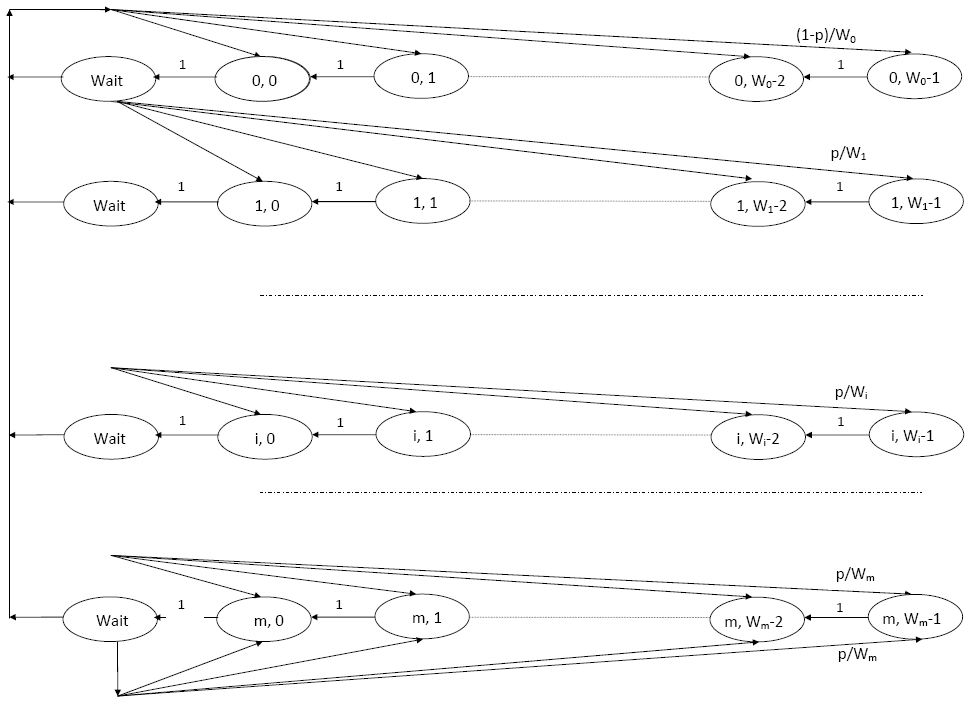 (1-p)/W₀
1 1 1
Wait 0, 0 0, 1 0, W₀-2 0, W₀-1
p/W₁
1 1 1
Wait 1, 0 1, 1 1, W₁-2 1, W₁-1
p/Wᵢ
1 1 1
Wait i, 0 i, 1 i, Wᵢ-2 i, Wᵢ-1
p/Wₘ
1 1 1
Wait m, 0 m, 1 m, Wₘ-2 m, Wₘ-1
p/Wₘ